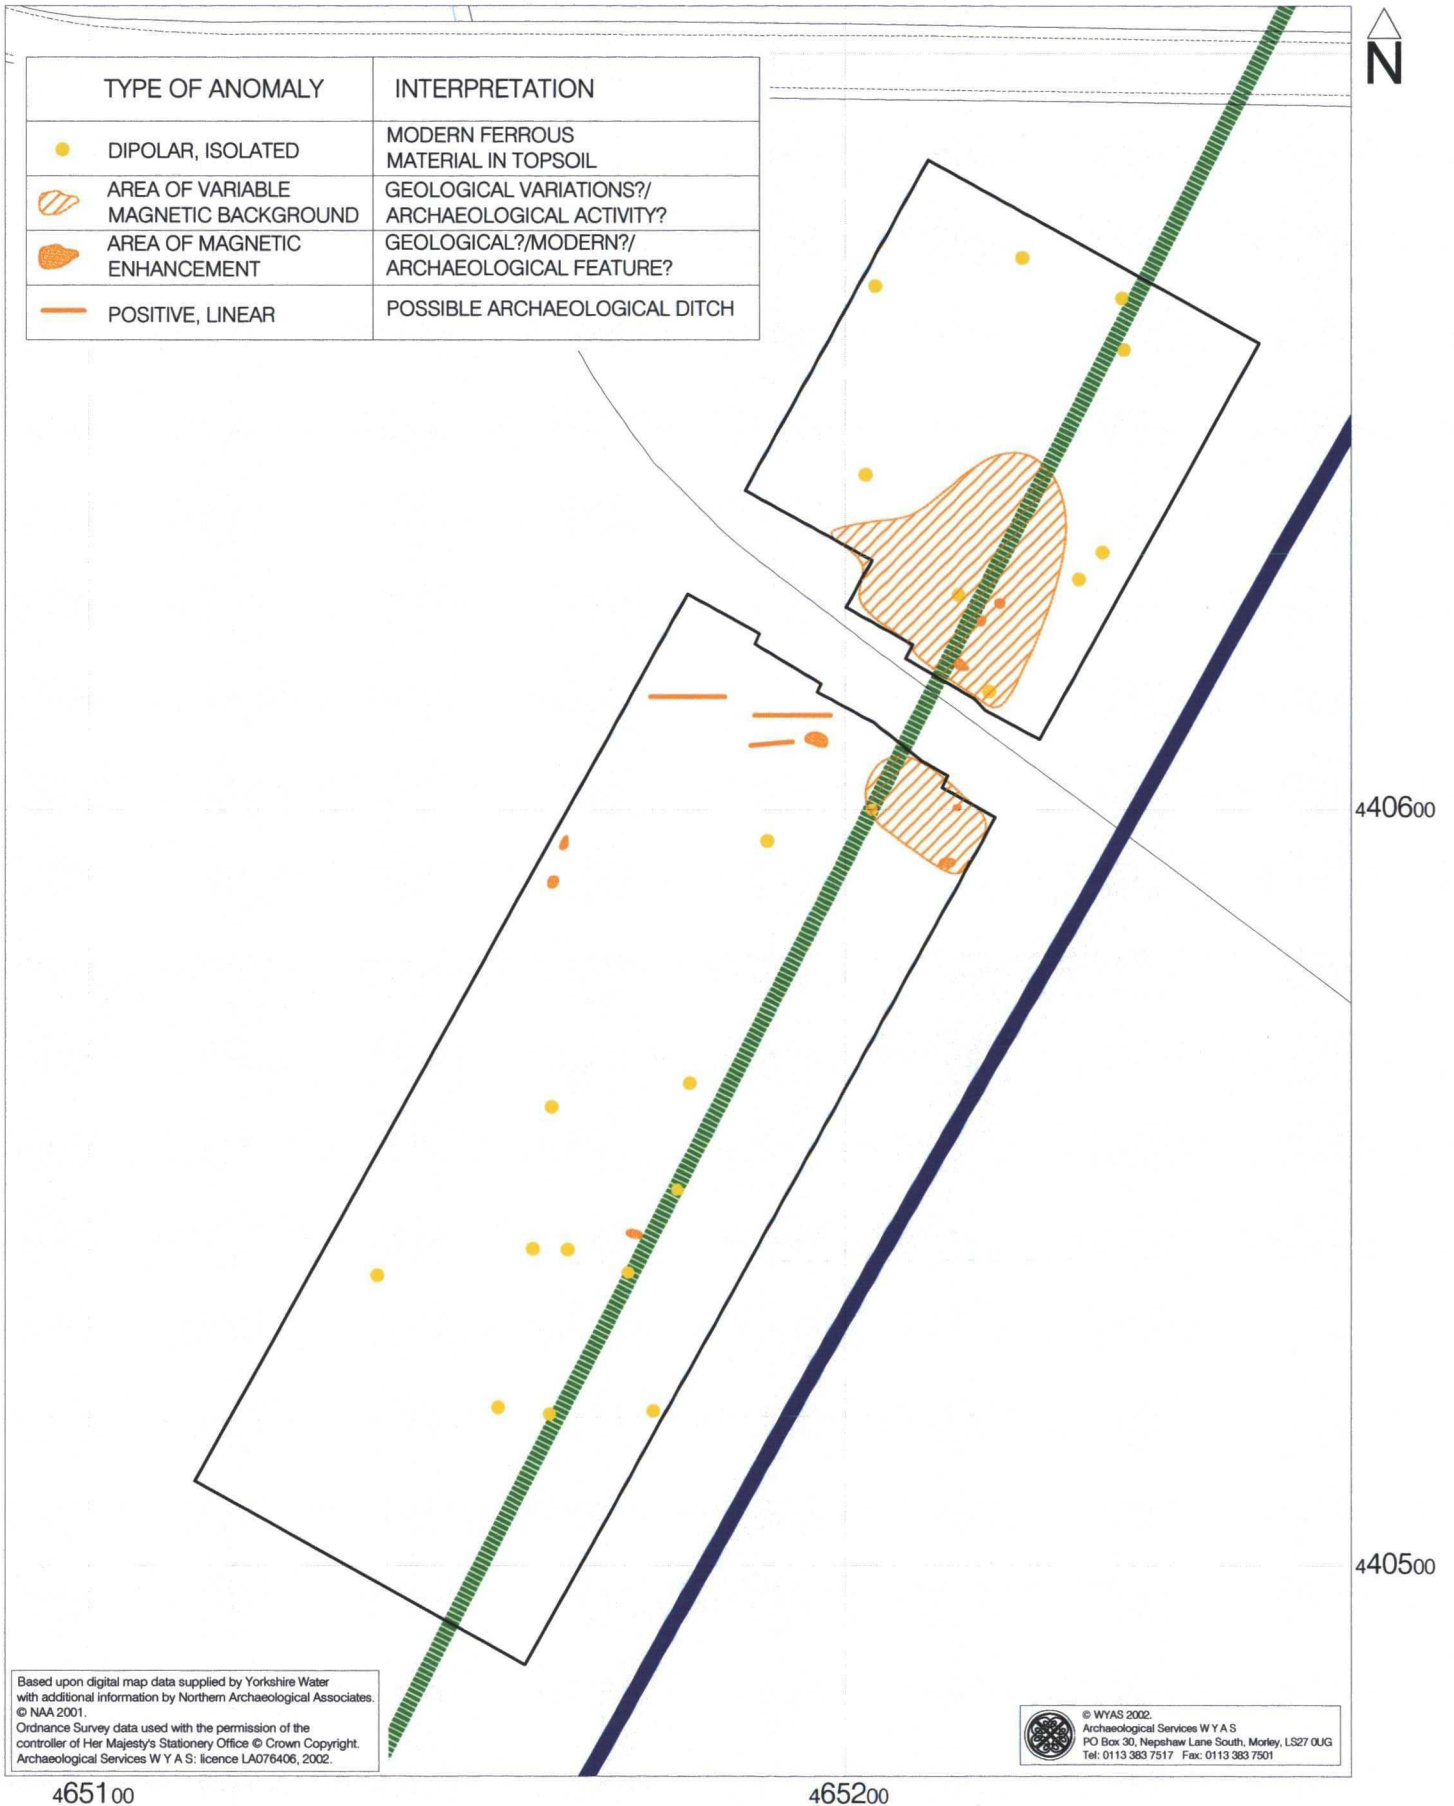 N
TYPE OF ANOMALY
INTERPRETATION
DIPOLAR, ISOLATED
MODERN FERROUS
MATERIAL IN TOPSOIL
AREA OF VARIABLE
MAGNETIC BACKGROUND
GEOLOGICAL VARIATIONS?/
ARCHAEOLOGICAL ACTIVITY?
AREA OF MAGNETIC
ENHANCEMENT
GEOLOGICAL?/MODERN?/
ARCHAEOLOGICAL FEATURE?
POSITIVE, LINEAR
POSSIBLE ARCHAEOLOGICAL DITCH
440600
440500
Based upon digital map data supplied by Yorkshire Water
with additional information by Northern Archaeological Associates.
© NAA 2001.
Ordnance Survey data used with the permission of the
controller of Her Majesty's Stationery Office © Crown Copyright.
Archaeological Services W Y A S: licence LA076406, 2002.
© WYAS 2002.
Archaeological Services W Y A S
PO Box 30, Nepshaw Lane South, Morley, LS27 0UG
Tel: 0113 383 7517 Fax: 0113 383 7501
465100
465200